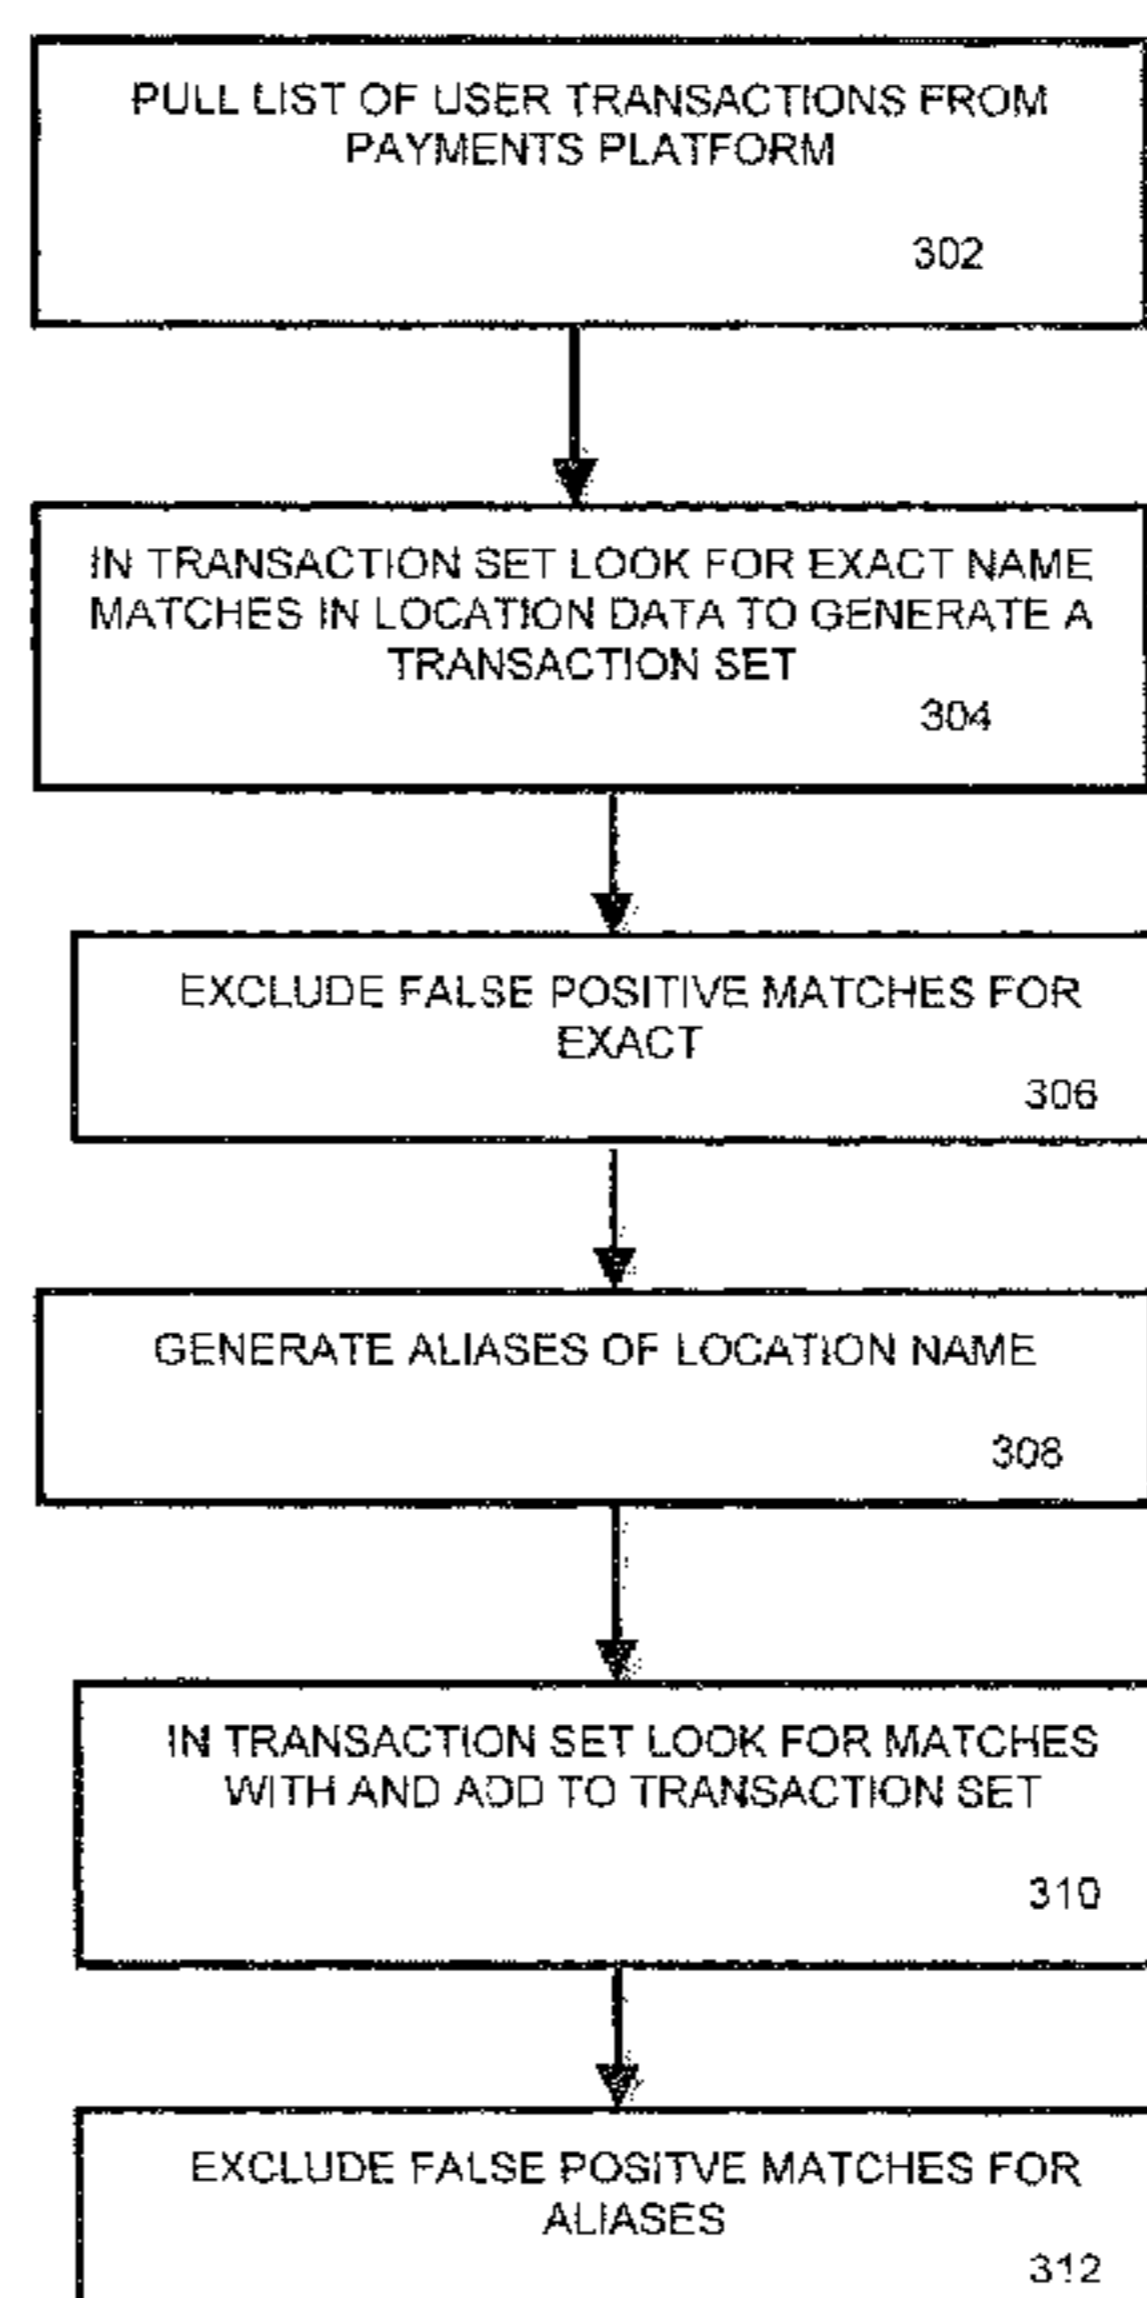 PULL LIST OF USER TRANSACTIONS FROM
PAYMENTS PLATFORM
302
IN TRANSACTION SET LOOK FOR EXACT NAME
MATCHES IN LOCATION DATA TO GENERATE A
TRANSACTION SET
304
EXCLUDE FALSE POSITIVE MATCHES FOR
EXACT
306
GENERATE ALIASES OF LOCATION NAME
308
IN TRANSACTION SET LOOK FOR MATCHES
WITH AND ADD TO TRANSACTION SET
310
EXCLUDE FALSE POSITVE MATCHES FOR
ALIASES
312